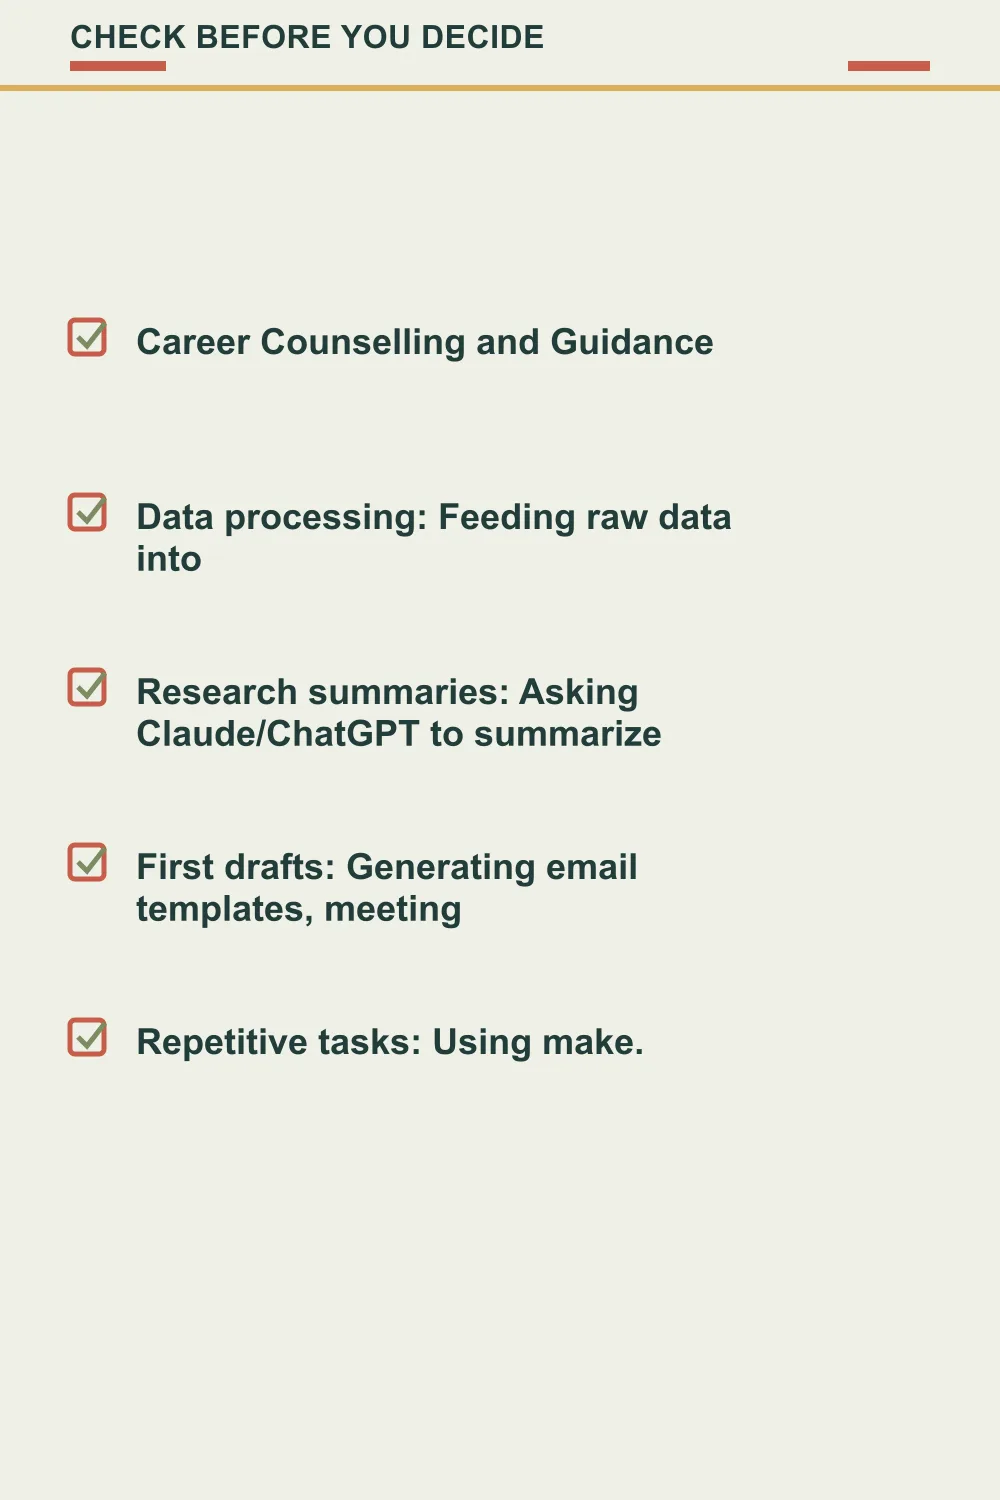 CHECK BEFORE YOU DECIDE
Career Counselling and Guidance
Data processing: Feeding raw data
into
Research summaries: Asking
Claude/ChatGPT to summarize
First drafts: Generating email
templates, meeting
Repetitive tasks: Using make.